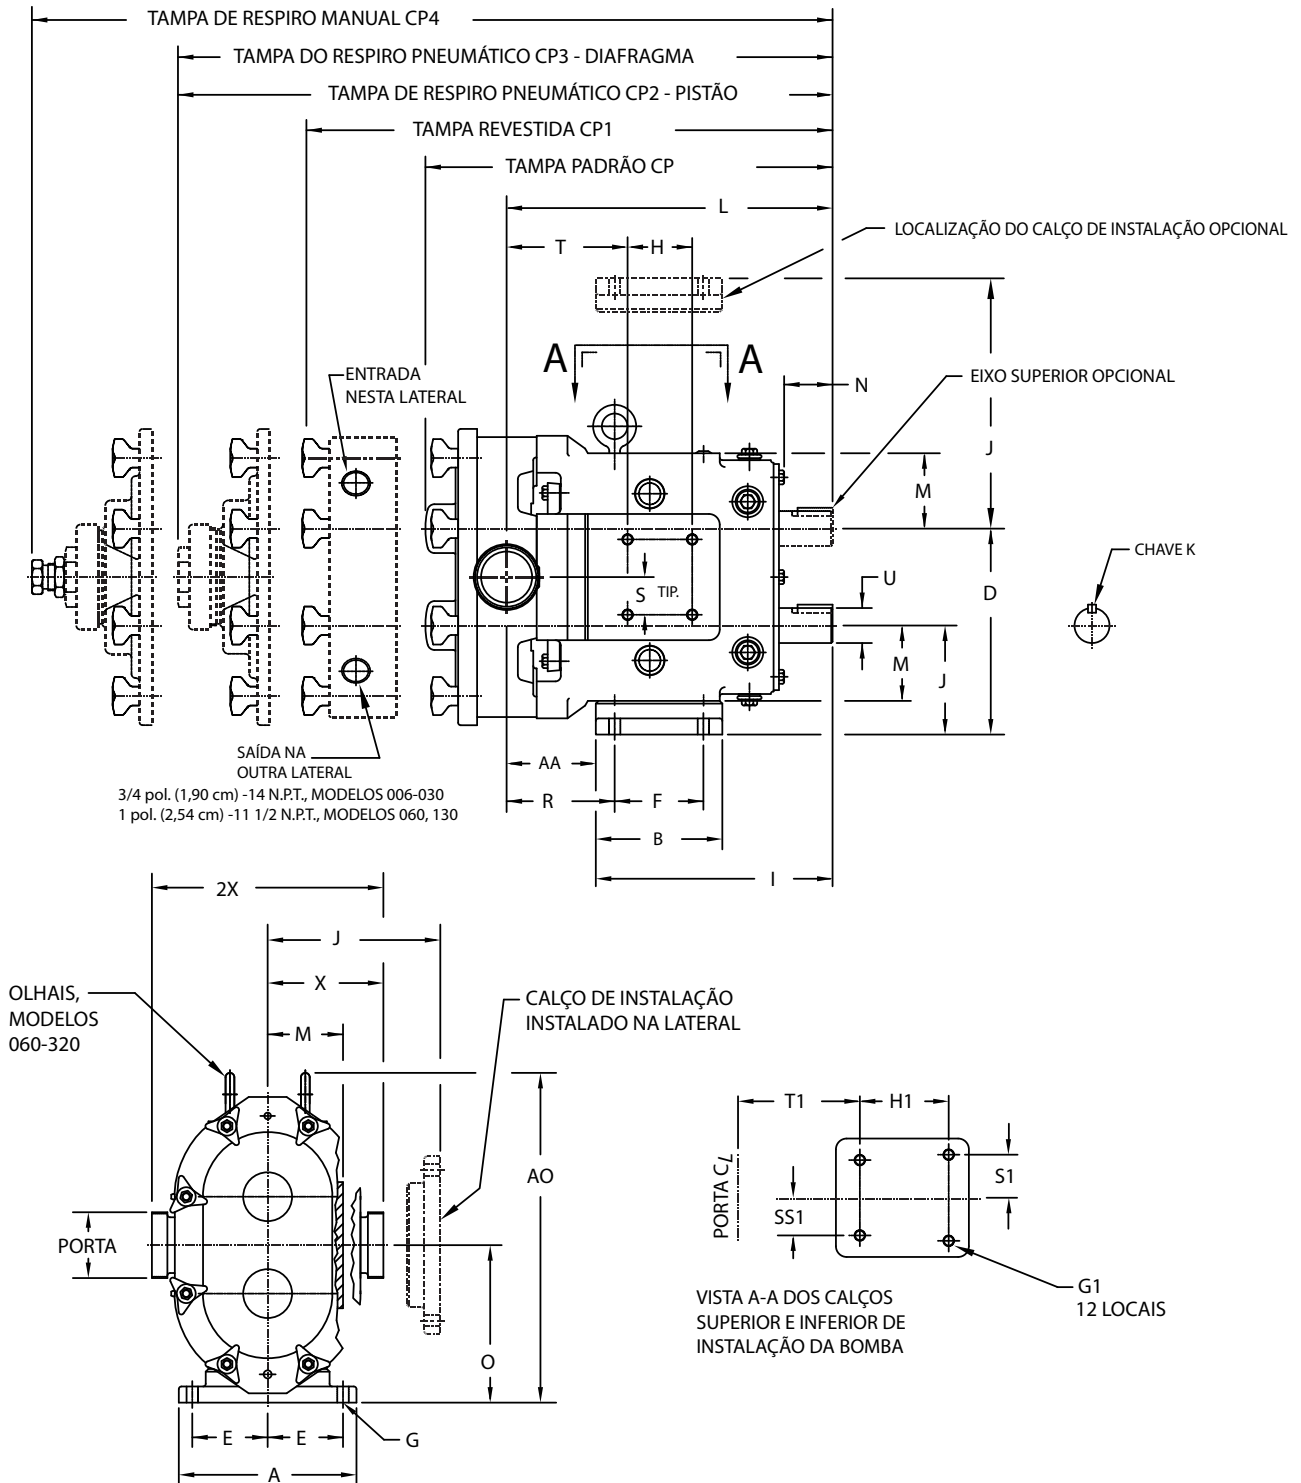 TAMPA DE RESPIRO MANUAL CP4
TAMPA DO RESPIRO PNEUMÁTICO CP3 - DIAFRAGMA
TAMPA DE RESPIRO PNEUMÁTICO CP2 - PISTÃO
TAMPA REVESTIDA CP1
TAMPA PADRÃO CP
L
LOCALIZAÇÃO DO CALÇO DE INSTALAÇÃO OPCIONAL
T
H
A
A
J
N
EIXO SUPERIOR OPCIONAL
ENTRADA
NESTA LATERAL
M
CHAVE K
U
S
TIP.
D
M
J
SAÍDA NA
OUTRA LATERAL
3/4 pol. (1,90 cm) -14 N.P.T., MODELOS 006-030
1 pol. (2,54 cm) -11 1/2 N.P.T., MODELOS 060, 130
AA
R
F
B
I
2X
J
X
M
OLHAIS,
MODELOS
060-320
CALÇO DE INSTALAÇÃO
INSTALADO NA LATERAL
PORTA
AO
O
E
E
G
A
T1
H1
S1
SS1
PORTA CL
G1
12 LOCAIS
VISTA A-A DOS CALÇOS
SUPERIOR E INFERIOR DE
INSTALAÇÃO DA BOMBA